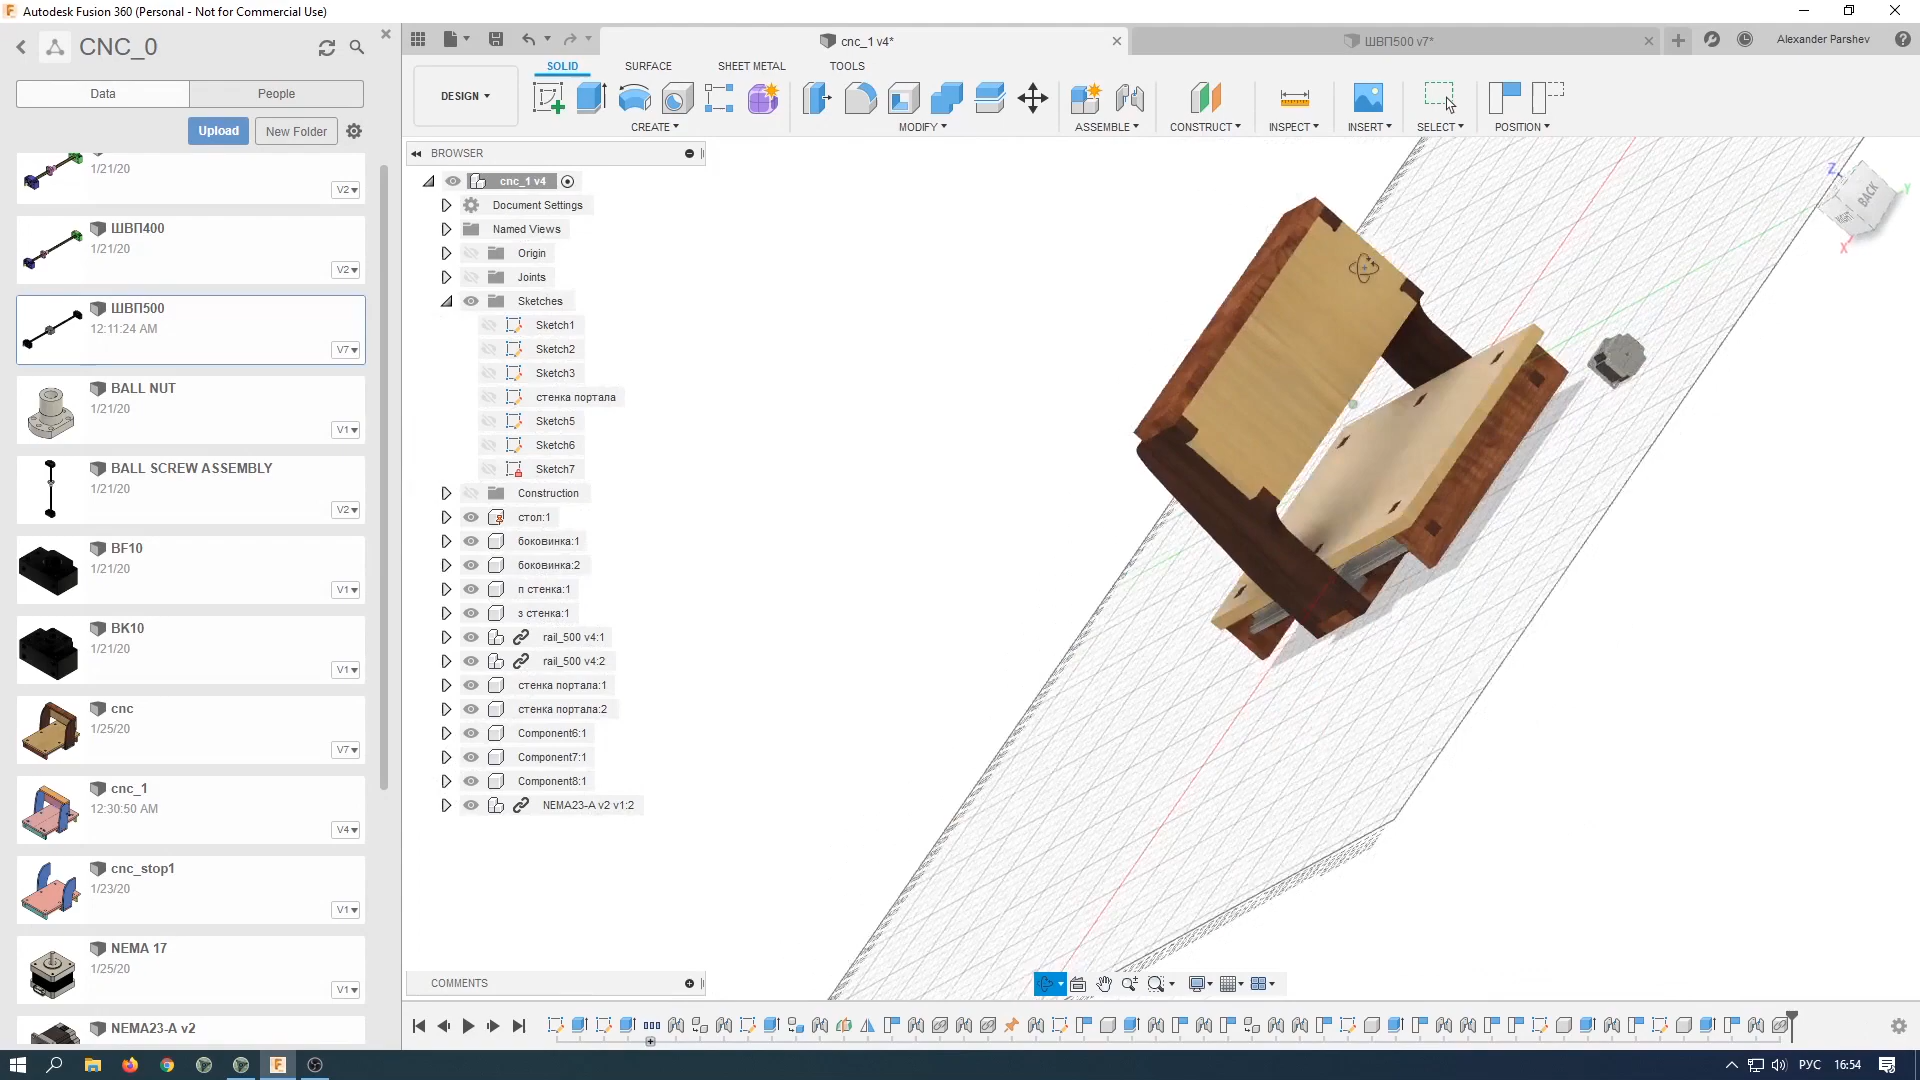 Autodesk Fusion 360 (Personal - Not for Commercial Use)
CNC_0
Data
People
Upload
New Folder
1/21/20
V2
ШВП400
1/21/20
V2
ШВП500
12:11:24 AM
V7
BALL NUT
1/21/20
V1
BALL SCREW ASSEMBLY
1/21/20
V2
BF10
1/21/20
V1
BK10
1/21/20
V1
cnc
1/25/20
V7
cnc_1
12:30:50 AM
V4
cnc_stop1
1/23/20
V1
NEMA 17
1/25/20
V1
NEMA23-A v2
cnc_1 v4*
ШВП500 v7*
Alexander Parshev
DESIGN
SOLID
SURFACE
SHEET METAL
TOOLS
CREATE
MODIFY
ASSEMBLE
CONSTRUCT
INSPECT
INSERT
SELECT
POSITION
BROWSER
cnc_1 v4
Document Settings
Named Views
Origin
Joints
Sketches
Sketch1
Sketch2
Sketch3
стенка портала
Sketch5
Sketch6
Sketch7
Construction
стол:1
боковинка:1
боковинка:2
п стенка:1
з стенка:1
rail_500 v4:1
rail_500 v4:2
стенка портала:1
стенка портала:2
Component6:1
Component7:1
Component8:1
NEMA23-A v2 v1:2
Z
Y
X
BACK
COMMENTS
РУС
16:54